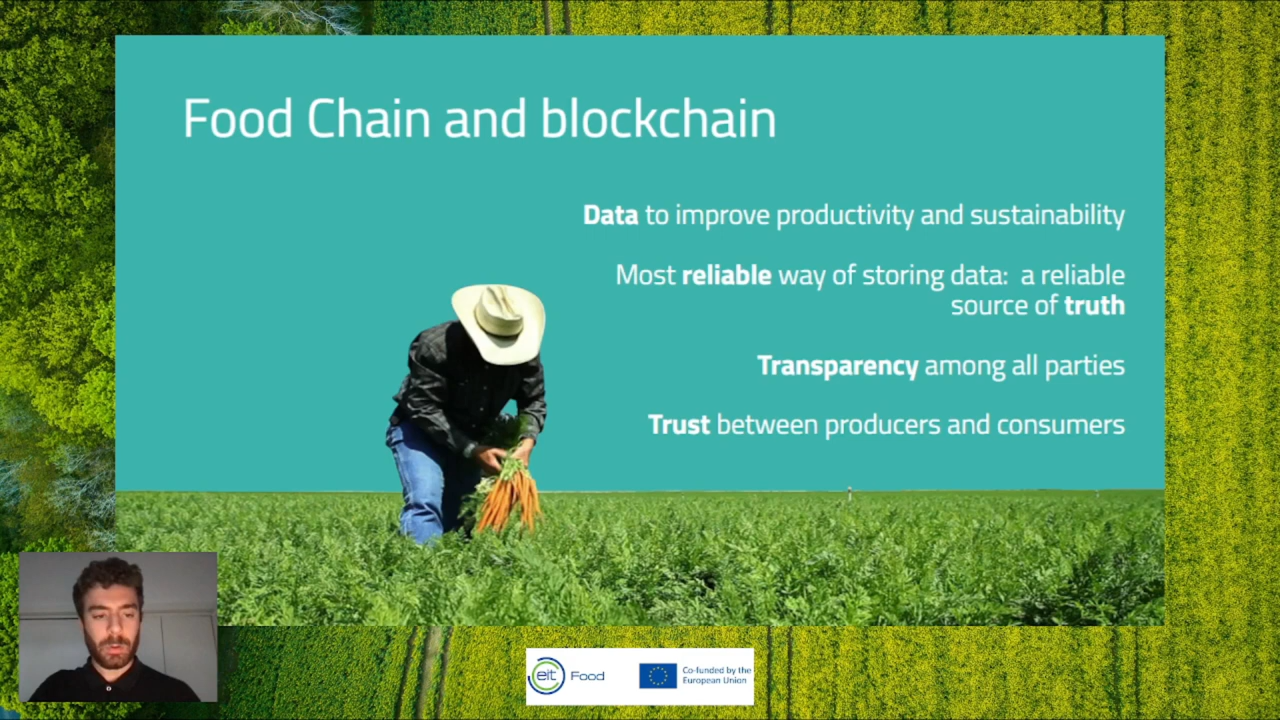 Food Chain and blockchain
Data to improve productivity and sustainability
Most reliable way of storing data: a reliable
source of truth
Transparency among all parties
Trust between producers and consumers
eit Food
Co-funded by the
European Union